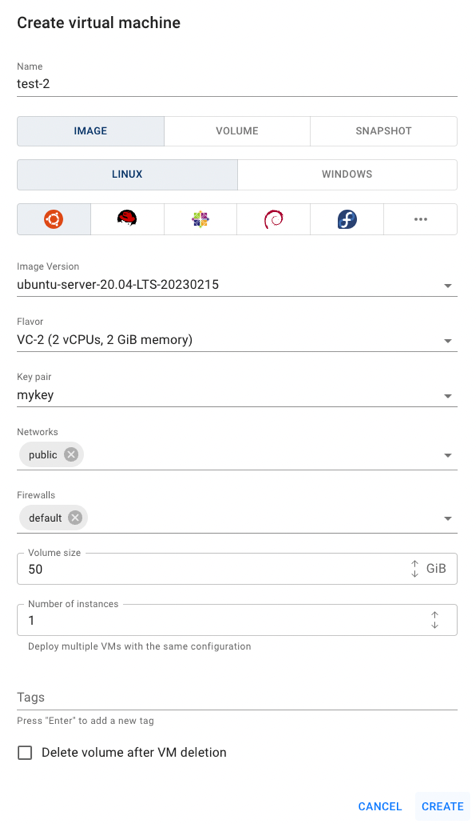 Create virtual machine
Name
test-2
IMAGE VOLUME SNAPSHOT
LINUX WINDOWS
Image Version
ubuntu-server-20.04-LTS-20230215
Flavor
VC-2 (2 vCPUs, 2 GiB memory)
Key pair
mykey
Networks
public
Firewalls
default
Volume size
50 GiB
Number of instances
1
Deploy multiple VMs with the same configuration
Tags
Press "Enter" to add a new tag
Delete volume after VM deletion
CANCEL CREATE